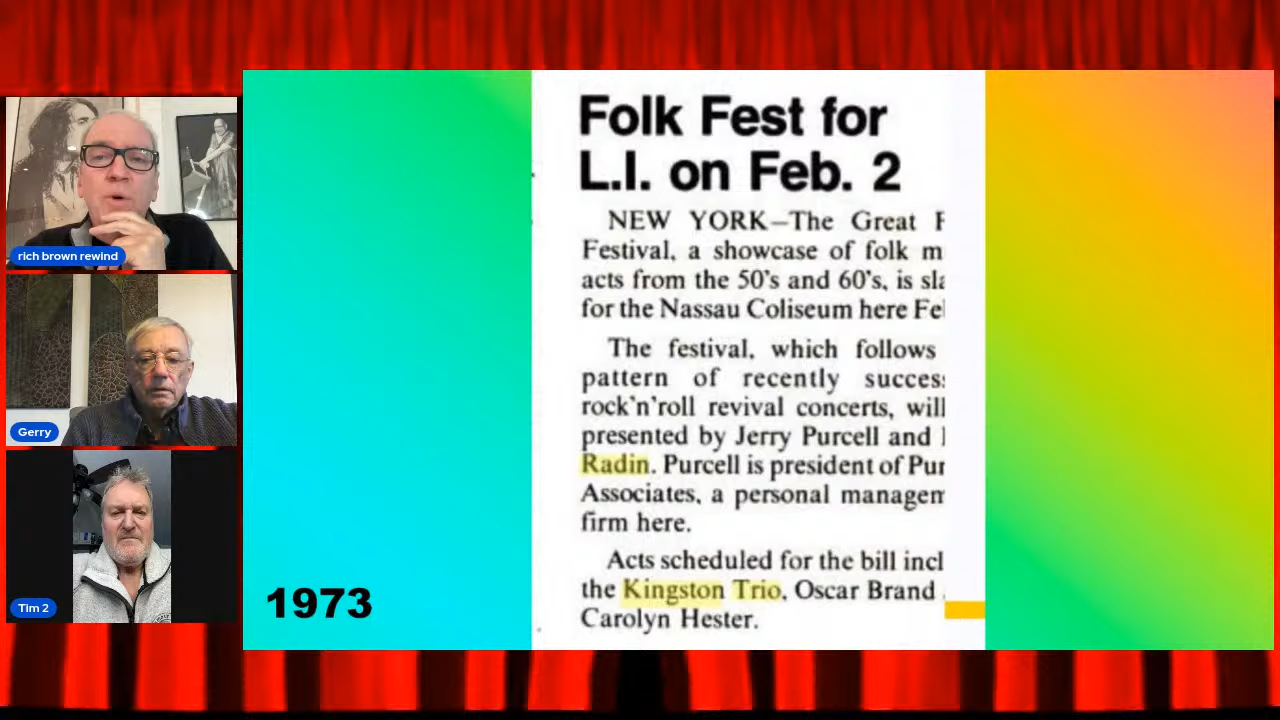 rich brown rewind
Gerry
Tim 2
1973
Folk Fest for
L.I. on Feb. 2
NEW YORK—The Great
Festival, a showcase of folk
acts from the 50's and 60's, is
for the Nassau Coliseum here
The festival, which follows
pattern of recently
rock'n'roll revival concerts, will
presented by Jerry Purcell and
Radin. Purcell is president of
Associates, a personal
firm here.
Acts scheduled for the bill
the Kingston Trio, Oscar Brand
Carolyn Hester.